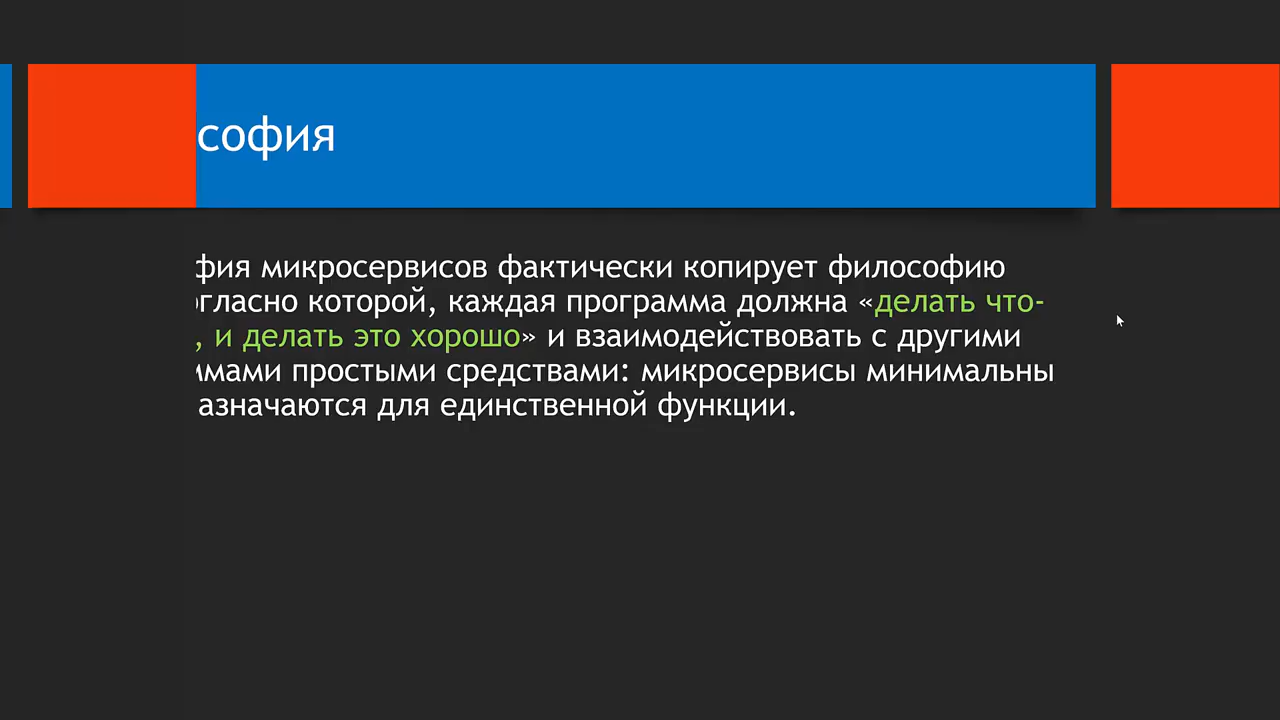 софия
фия микросервисов фактически копирует философию
огласно которой, каждая программа должна «делать что-
, и делать это хорошо» и взаимодействовать с другими
ммами простыми средствами: микросервисы минимальны
азначаются для единственной функции.